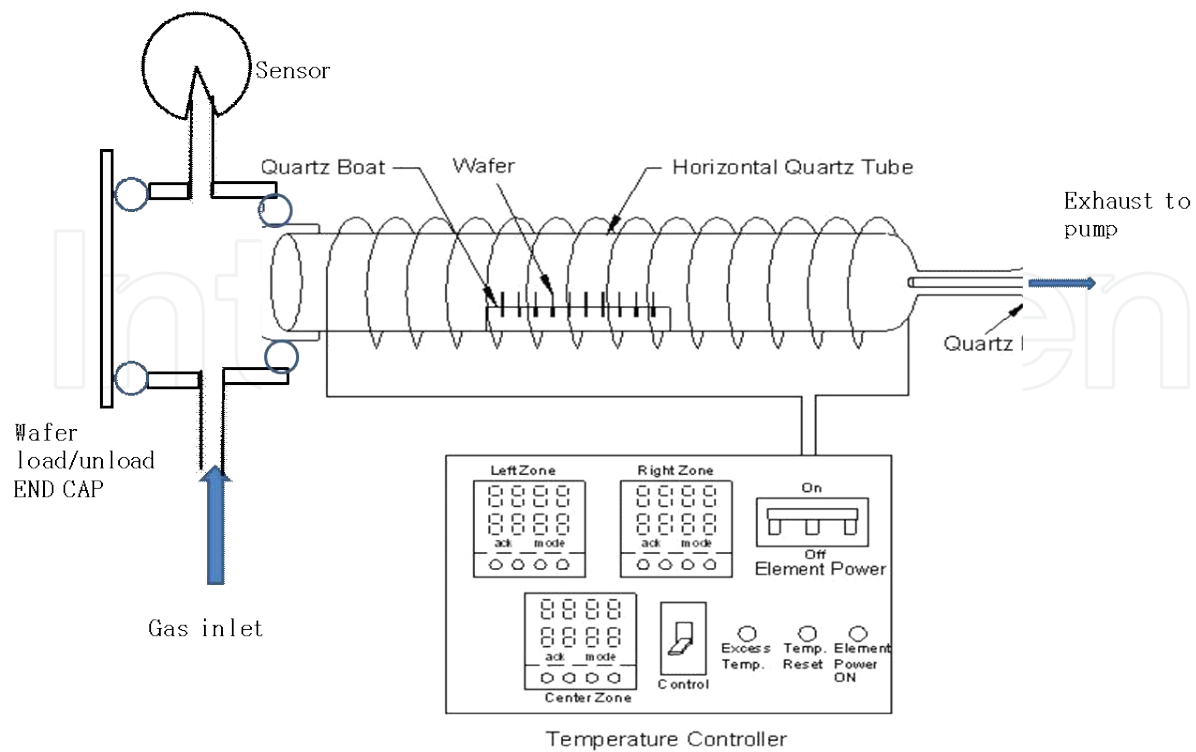 Sensor
Quartz Boat
Wafer
Horizontal Quartz Tube
Exhaust to
pump
Quartz
Wafer
load/unload
END CAP
Gas inlet
Left Zone
Right Zone
ack mode
ack mode
On
Off
Element Power
ack mode
Center Zone
Control
Excess
Temp.
Temp.
Reset
Element
Power
ON
Temperature Controller